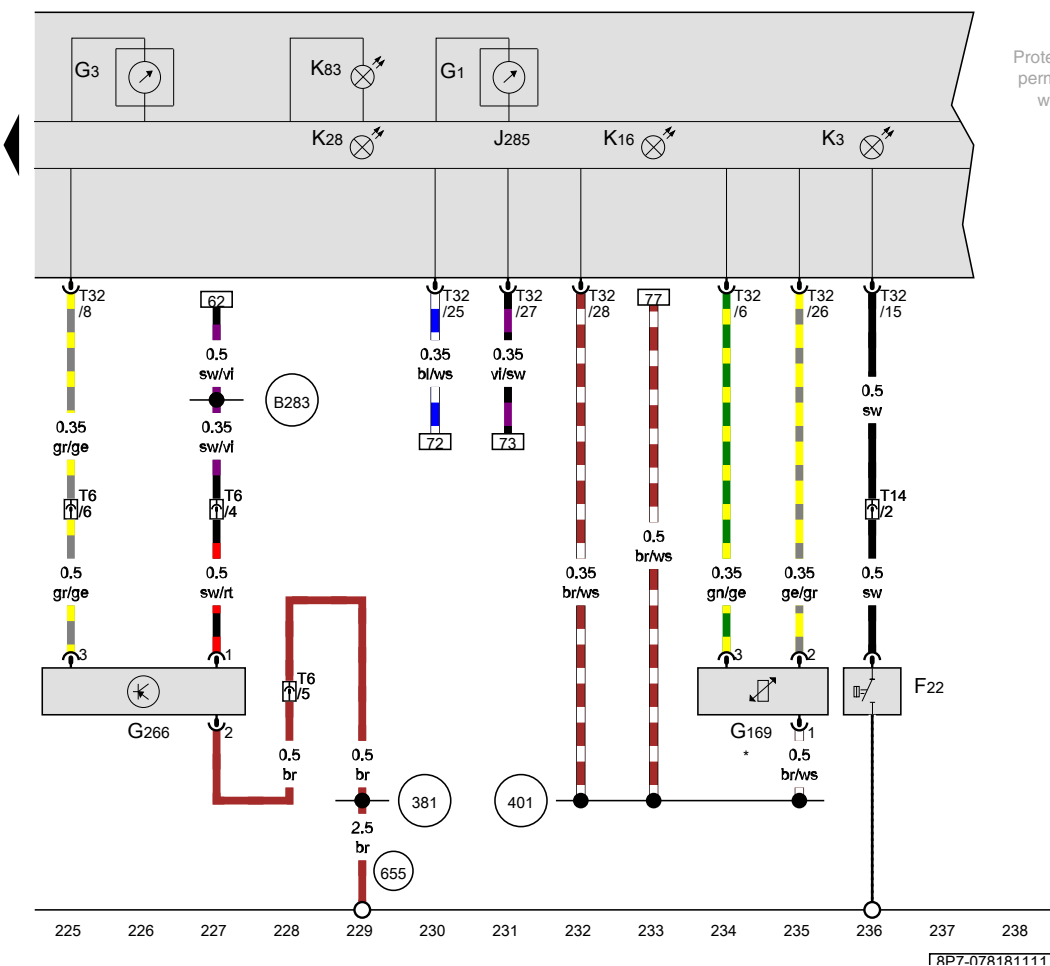 Prote
perm
w
G3
K83
G1
K28
J285
K16
K3
T32
/8
62
T32
/25
T32
/27
T32
/28
77
T32
/6
T32
/26
T32
/15
0.5
sw/vi
0.35
bl/ws
0.35
vi/sw
0.5
sw
B283
0.35
gr/ge
0.35
sw/vi
72
73
T6
/6
T6
/4
T14
/2
0.5
br/ws
0.5
gr/ge
0.5
sw/rt
0.35
br/ws
0.35
gn/ge
0.35
ge/gr
0.5
sw
3
1
3
2
T6
/5
F22
G266
2
G169
*
1
0.5
br
0.5
br
0.5
br/ws
381
401
2.5
br
655
225 226 227 228 229 230 231 232 233 234 235 236 237 238
8P7-078181111